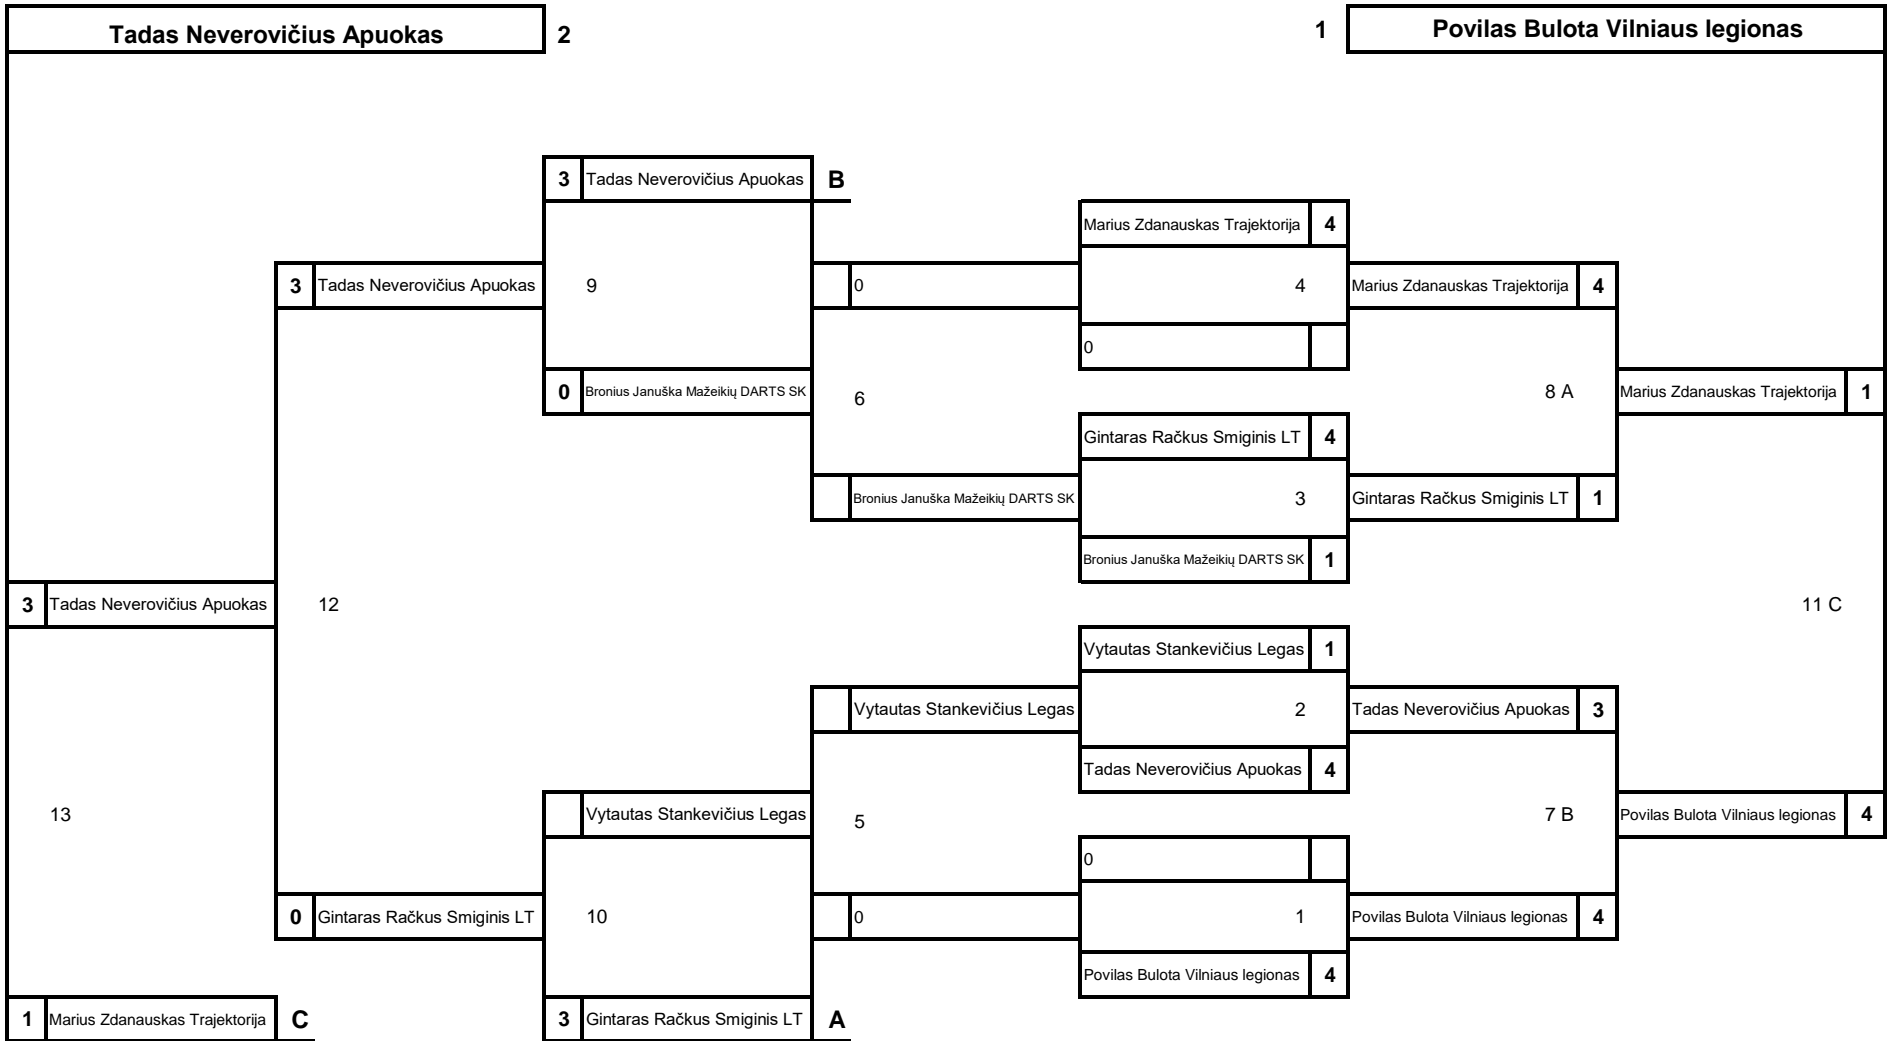 Tadas Neverovičius Apuokas 2 1 Povilas Bulota Vilniaus legionas
3 Tadas Neverovičius Apuokas B
Marius Zdanauskas Trajektorija 4
3 Tadas Neverovičius Apuokas 9 0 4 Marius Zdanauskas Trajektorija 4
0
0 Bronius Januška Mažeikių DARTS SK 6 8 A Marius Zdanauskas Trajektorija 1
Gintaras Račkus Smiginis LT 4
Bronius Januška Mažeikių DARTS SK 3 Gintaras Račkus Smiginis LT 1
Bronius Januška Mažeikių DARTS SK 1
3 Tadas Neverovičius Apuokas 12 11 C
Vytautas Stankevičius Legas 1
Vytautas Stankevičius Legas 2 Tadas Neverovičius Apuokas 3
Tadas Neverovičius Apuokas 4
13 Vytautas Stankevičius Legas 5 7 B Povilas Bulota Vilniaus legionas 4
0
0 Gintaras Račkus Smiginis LT 10 0 1 Povilas Bulota Vilniaus legionas 4
Povilas Bulota Vilniaus legionas 4
1 Marius Zdanauskas Trajektorija C 3 Gintaras Račkus Smiginis LT A